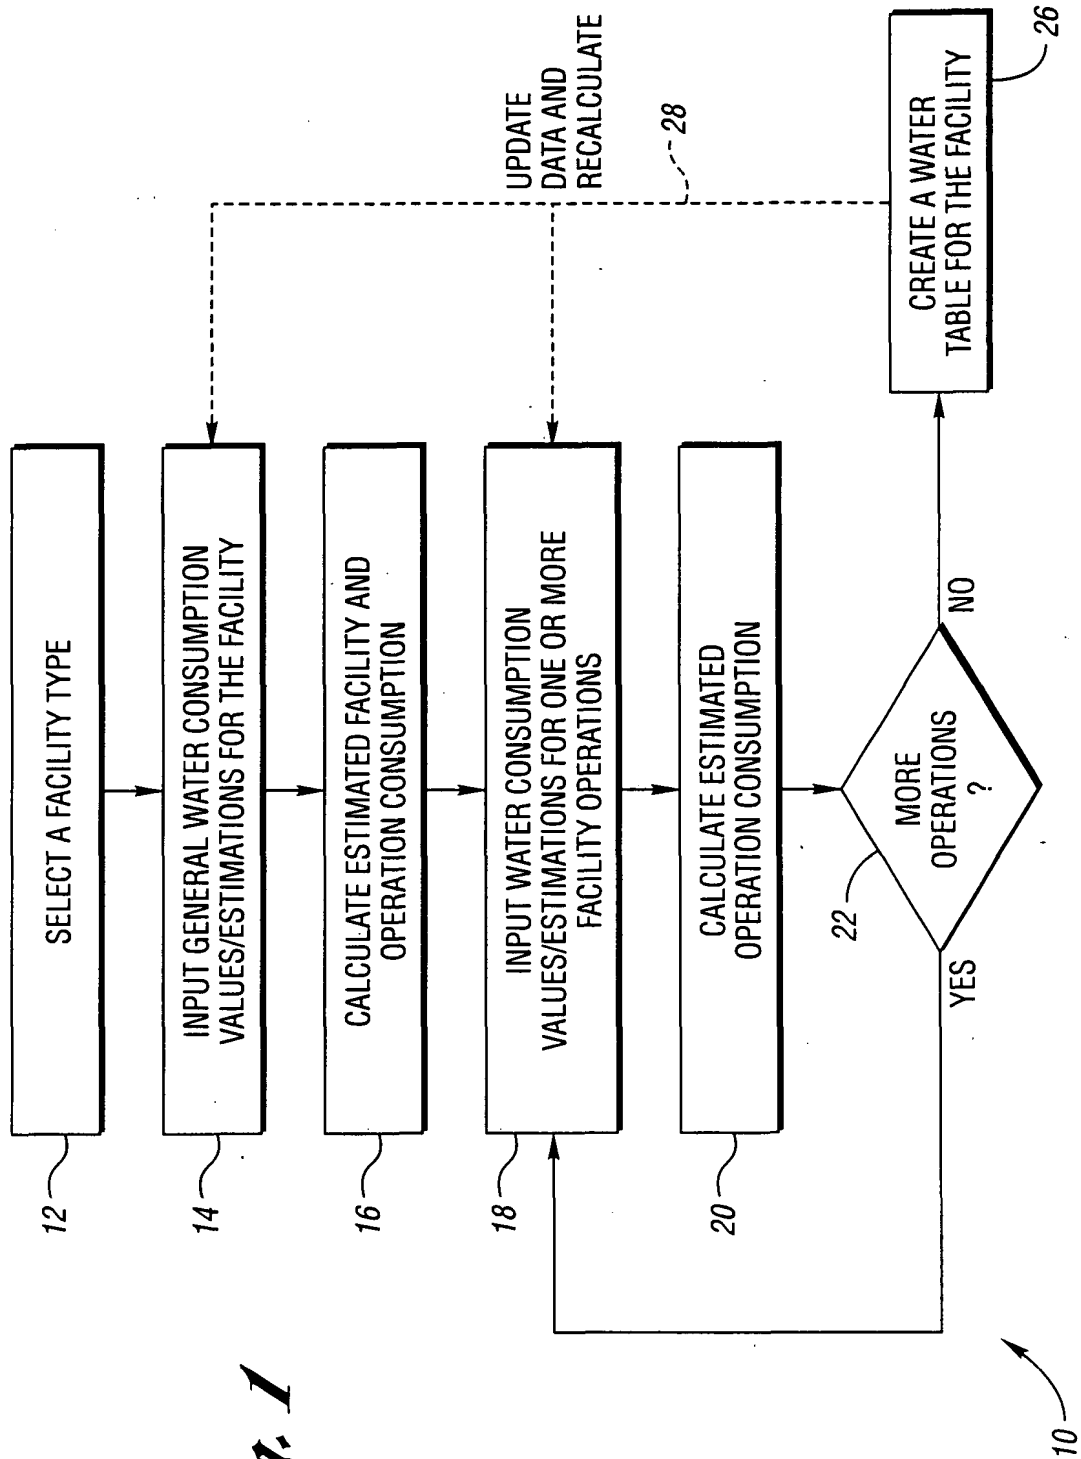 12
SELECT A FACILITY TYPE
14
INPUT GENERAL WATER CONSUMPTION
VALUES/ESTIMATIONS FOR THE FACILITY
16
CALCULATE ESTIMATED FACILITY AND
OPERATION CONSUMPTION
18
INPUT WATER CONSUMPTION
VALUES/ESTIMATIONS FOR ONE OR MORE
FACILITY OPERATIONS
20
CALCULATE ESTIMATED
OPERATION CONSUMPTION
22
MORE
OPERATIONS
?
YES
NO
UPDATE
DATA AND
RECALCULATE
28
CREATE A WATER
TABLE FOR THE FACILITY
26
10
1